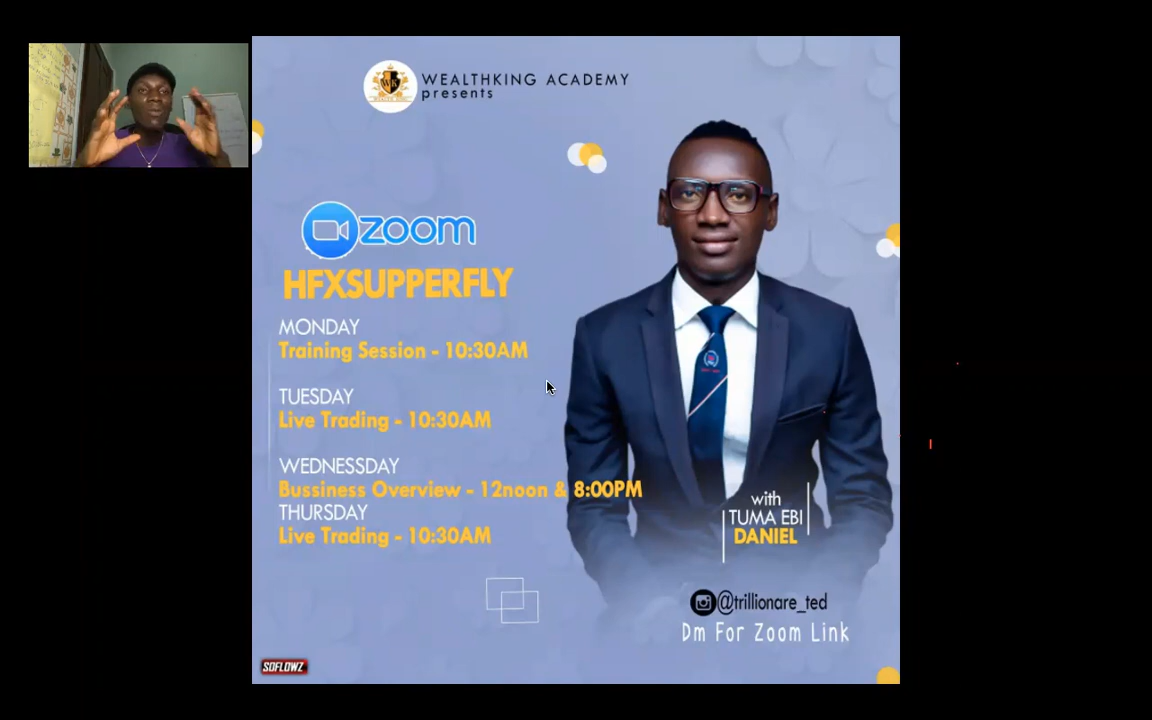 WEALTHKING ACADEMY
presents
zoom
HFXSUPPERFLY
MONDAY
Training Session - 10:30AM
TUESDAY
Live Trading - 10:30AM
WEDNESSDAY
Bussiness Overview - 12noon & 8:00PM
THURSDAY
Live Trading - 10:30AM
with
TUMA EBI
DANIEL
@trillionare_ted
Dm For Zoom Link
SOFLOWZ